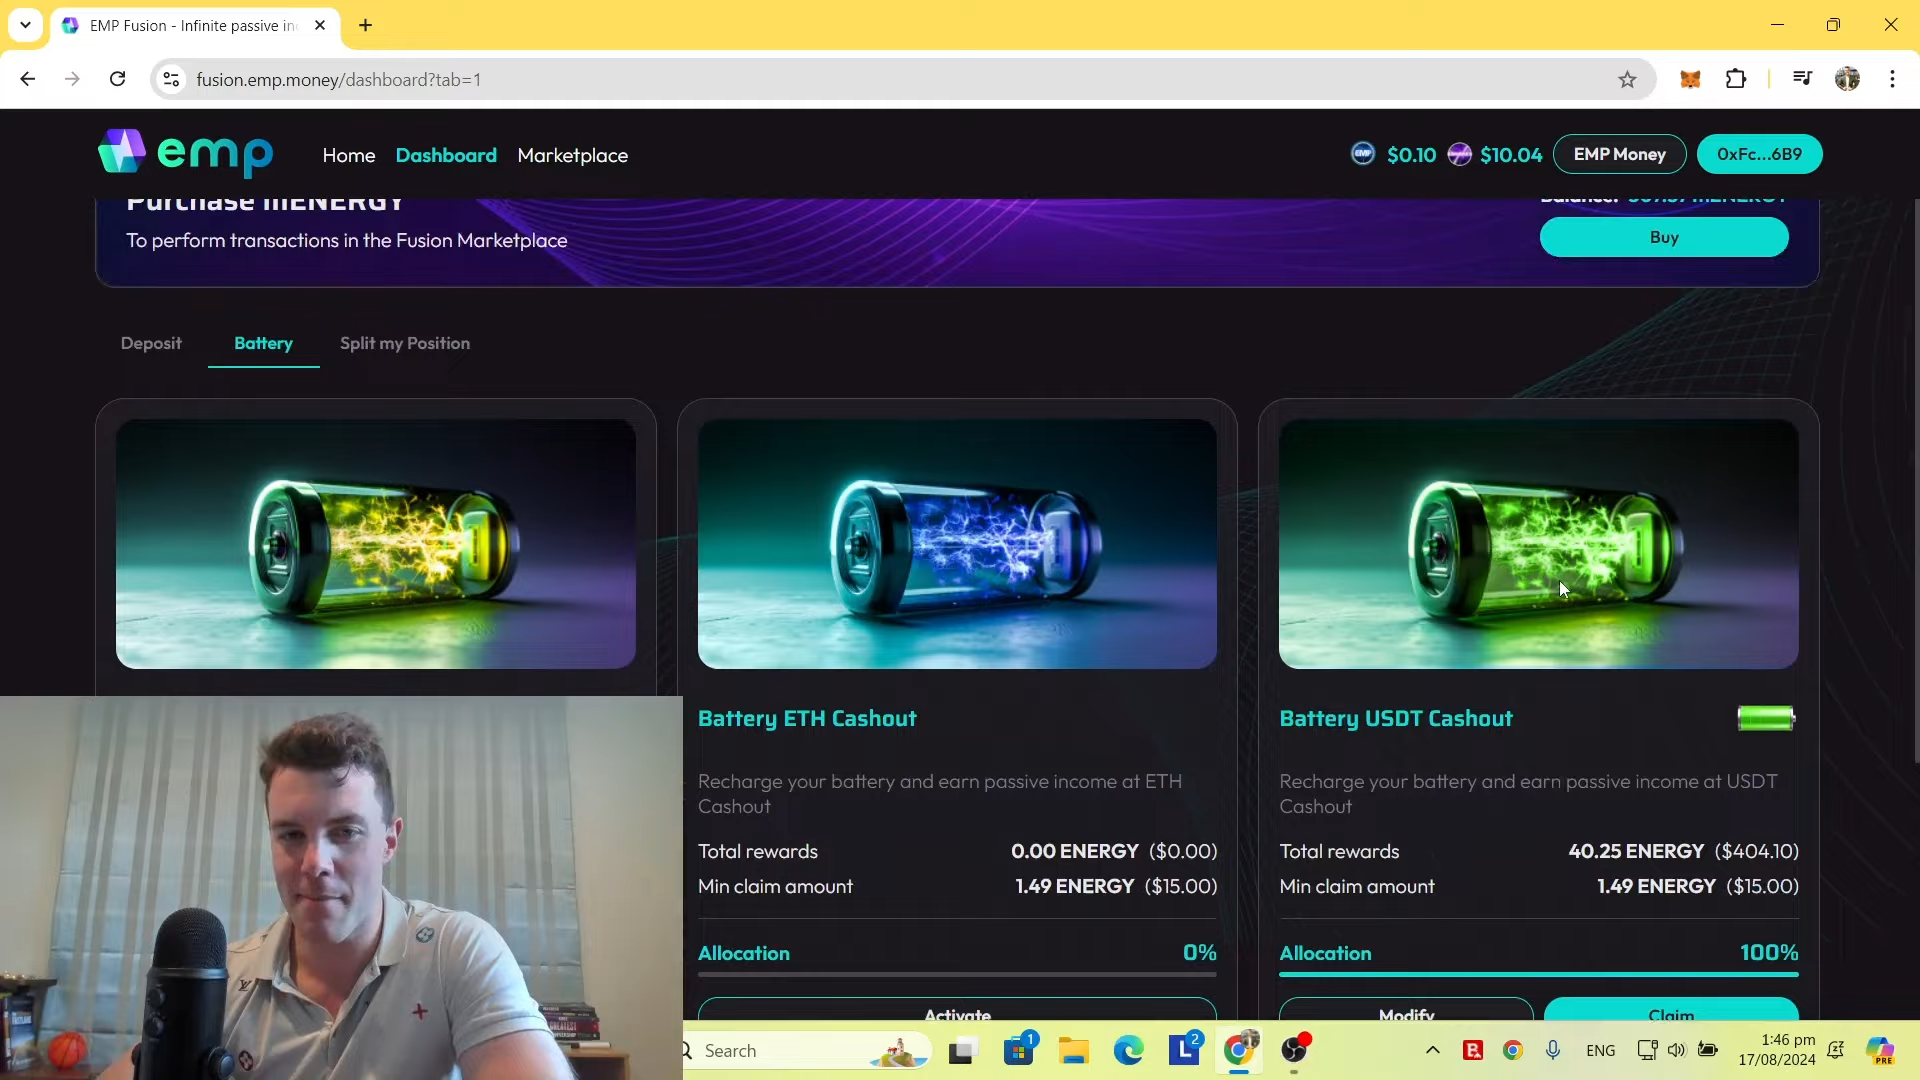 EMP Fusion - Infinite passive in
fusion.emp.money/dashboard?tab=1
emp
Home
Dashboard
Marketplace
$0.10
$10.04
EMP Money
0xFc...6B9
Purchase mENERGY
To perform transactions in the Fusion Marketplace
Buy
Deposit
Battery
Split my Position
Battery ETH Cashout
Recharge your battery and earn passive income at ETH
Cashout
Total rewards
0.00 ENERGY ($0.00)
Min claim amount
1.49 ENERGY ($15.00)
Allocation
0%
Activate
Battery USDT Cashout
Recharge your battery and earn passive income at USDT
Cashout
Total rewards
40.25 ENERGY ($404.10)
Min claim amount
1.49 ENERGY ($15.00)
Allocation
100%
Modify
Claim
Search
1
L
2
ENG
1:46 pm
17/08/2024
PRE